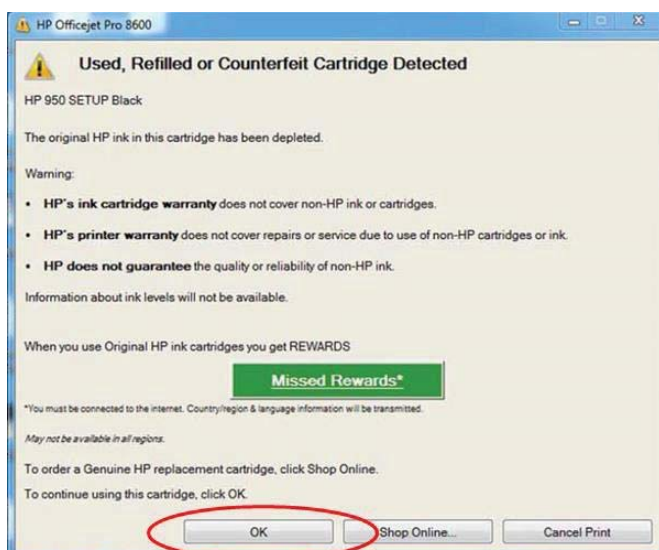 HP Officejet Pro 8600
Used, Refilled or Counterfeit Cartridge Detected
HP 950 SETUP Black
The original HP ink in this cartridge has been depleted.
Warning:
• HP's ink cartridge warranty does not cover non-HP ink or cartridges.
• HP's printer warranty does not cover repairs or service due to use of non-HP cartridges or ink.
• HP does not guarantee the quality or reliability of non-HP ink.
Information about ink levels will not be available.
When you use Original HP ink cartridges you get REWARDS
Missed Rewards*
*You must be connected to the internet. Country/region & language information will be transmitted.
May not be available in all regions.
To order a Genuine HP replacement cartridge, click Shop Online.
To continue using this cartridge, click OK.
OK Shop Online... Cancel Print